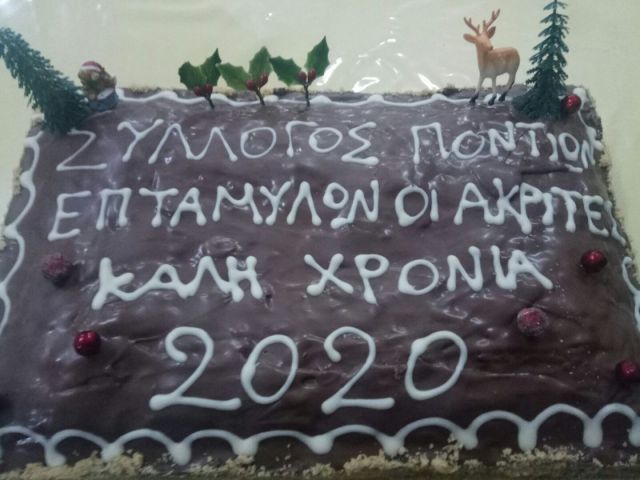 ΣΥΛΛΟΓΟΣ ΠΟΝΤΙΩΝ
ΕΠΤΑΜΥΛΩΝ ΟΙ ΑΚΡΙΤΕΣ
ΚΑΛΗ ΧΡΟΝΙΑ
2020